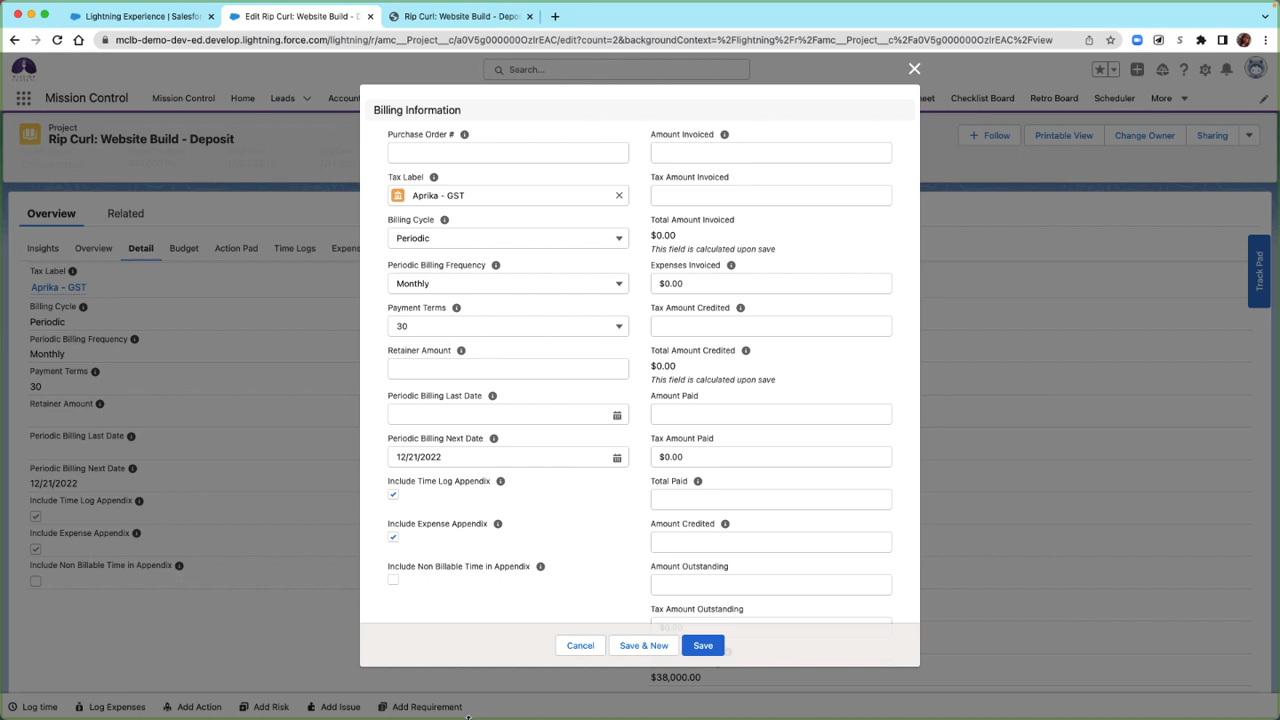 Lightning Experience | Salesfor
Edit Rip Curl: Website Build - D
Rip Curl: Website Build - Depos
mclb-demo-dev-ed.develop.lightning.force.com/lightning/r/amc__Project__c/a0V5g000000OzIrEAC/edit?count=2&backgroundContext=%2Flightning%2Fr%2Famc__Project__c%2Fa0V5g000000OzIrEAC%2Fview
Search...
Mission Control
Mission Control
Home
Leads
Accoun
heet
Checklist Board
Retro Board
Scheduler
More
Project
Rip Curl: Website Build - Deposit
Follow
Printable View
Change Owner
Sharing
Overview
Related
Insights
Overview
Detail
Budget
Action Pad
Time Logs
Expens
Tax Label
Aprika - GST
Billing Cycle
Periodic
Periodic Billing Frequency
Monthly
Payment Terms
30
Retainer Amount
Periodic Billing Last Date
Periodic Billing Next Date
12/21/2022
Include Time Log Appendix
Include Expense Appendix
Include Non Billable Time in Appendix
Track Pad
Billing Information
Purchase Order #
Tax Label
Aprika - GST
Billing Cycle
Periodic
Periodic Billing Frequency
Monthly
Payment Terms
30
Retainer Amount
Periodic Billing Last Date
Periodic Billing Next Date
12/21/2022
Include Time Log Appendix
Include Expense Appendix
Include Non Billable Time in Appendix
Amount Invoiced
Tax Amount Invoiced
Total Amount Invoiced
$0.00
This field is calculated upon save
Expenses Invoiced
$0.00
Tax Amount Credited
Total Amount Credited
$0.00
This field is calculated upon save
Amount Paid
Tax Amount Paid
$0.00
Total Paid
Amount Credited
Amount Outstanding
Tax Amount Outstanding
$0.00
Cancel
Save & New
Save
$38,000.00
Log time
Log Expenses
Add Action
Add Risk
Add Issue
Add Requirement